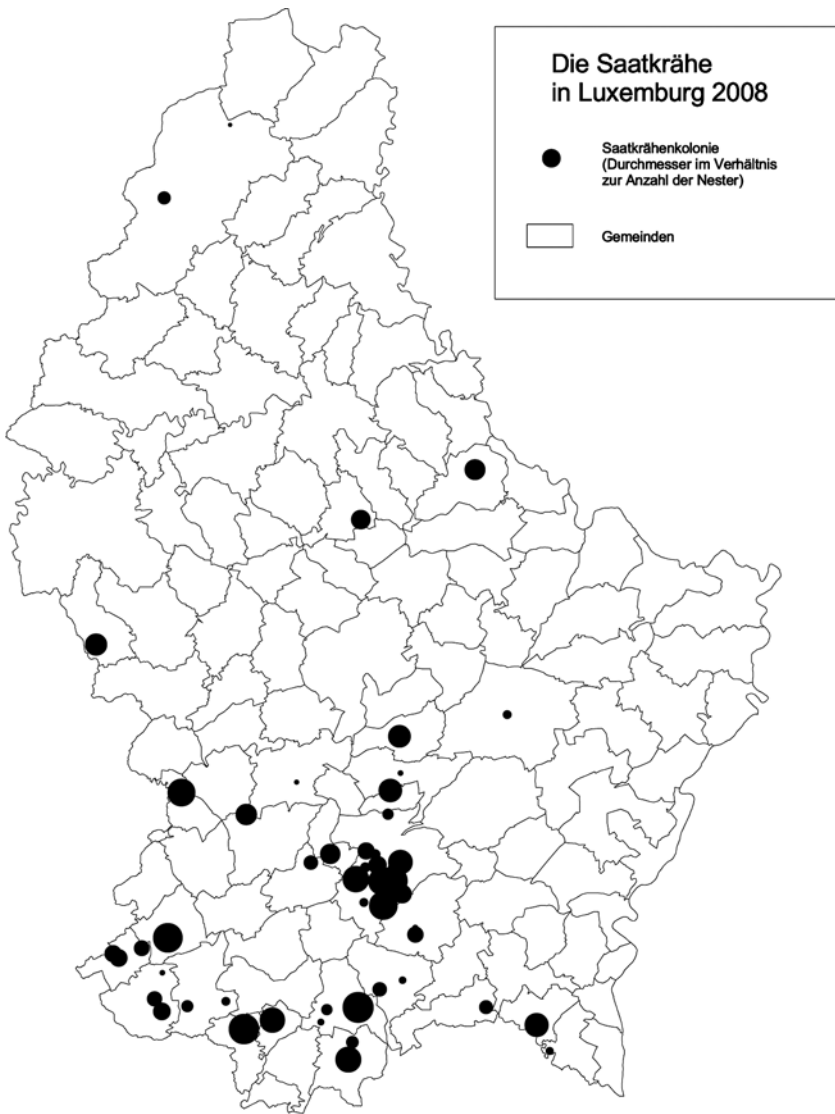 Die Saatkrähe
in Luxemburg 2008
Saatkrähenkolonie
(Durchmesser im Verhältnis
zur Anzahl der Nester)
Gemeinden